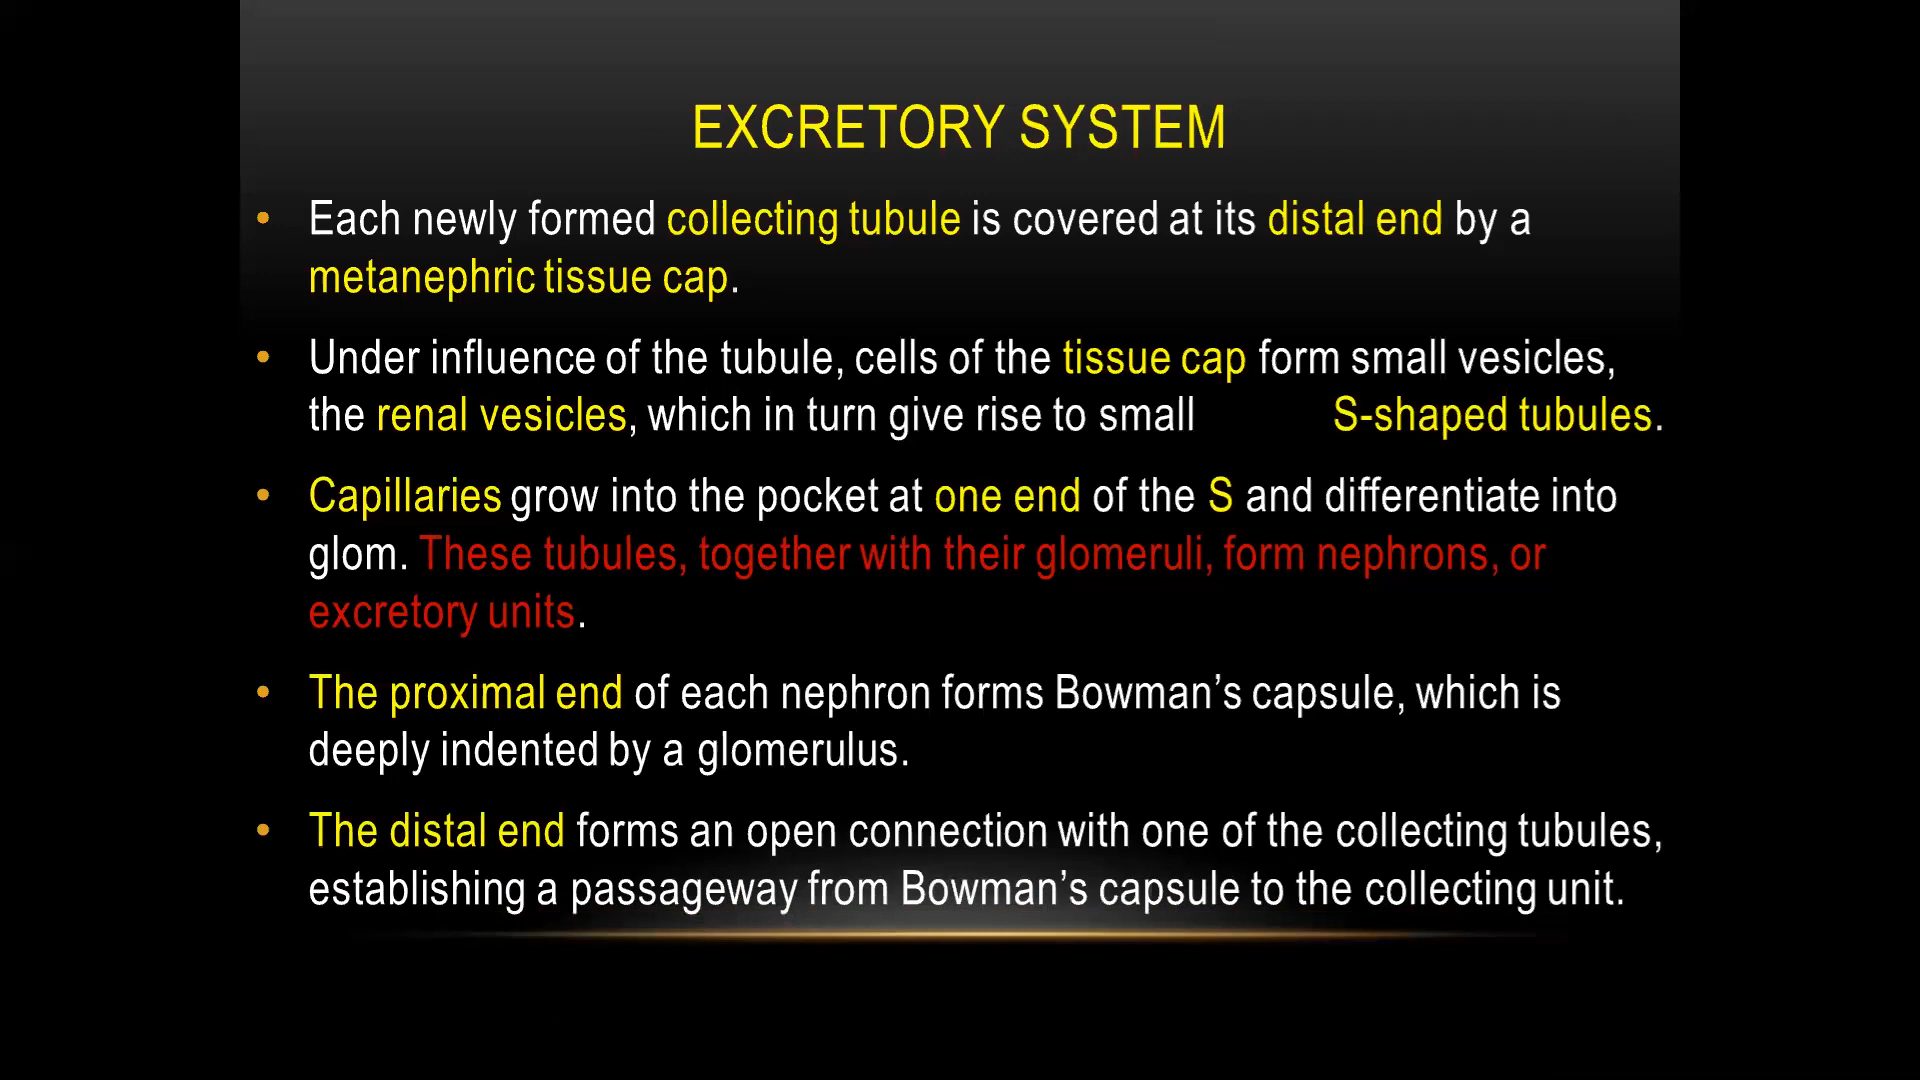 EXCRETORY SYSTEM
• Each newly formed collecting tubule is covered at its distal end by a
metanephric tissue cap.
• Under influence of the tubule, cells of the tissue cap form small vesicles,
the renal vesicles, which in turn give rise to small S-shaped tubules.
• Capillaries grow into the pocket at one end of the S and differentiate into
glom. These tubules, together with their glomeruli, form nephrons, or
excretory units.
• The proximal end of each nephron forms Bowman’s capsule, which is
deeply indented by a glomerulus.
• The distal end forms an open connection with one of the collecting tubules,
establishing a passageway from Bowman’s capsule to the collecting unit.